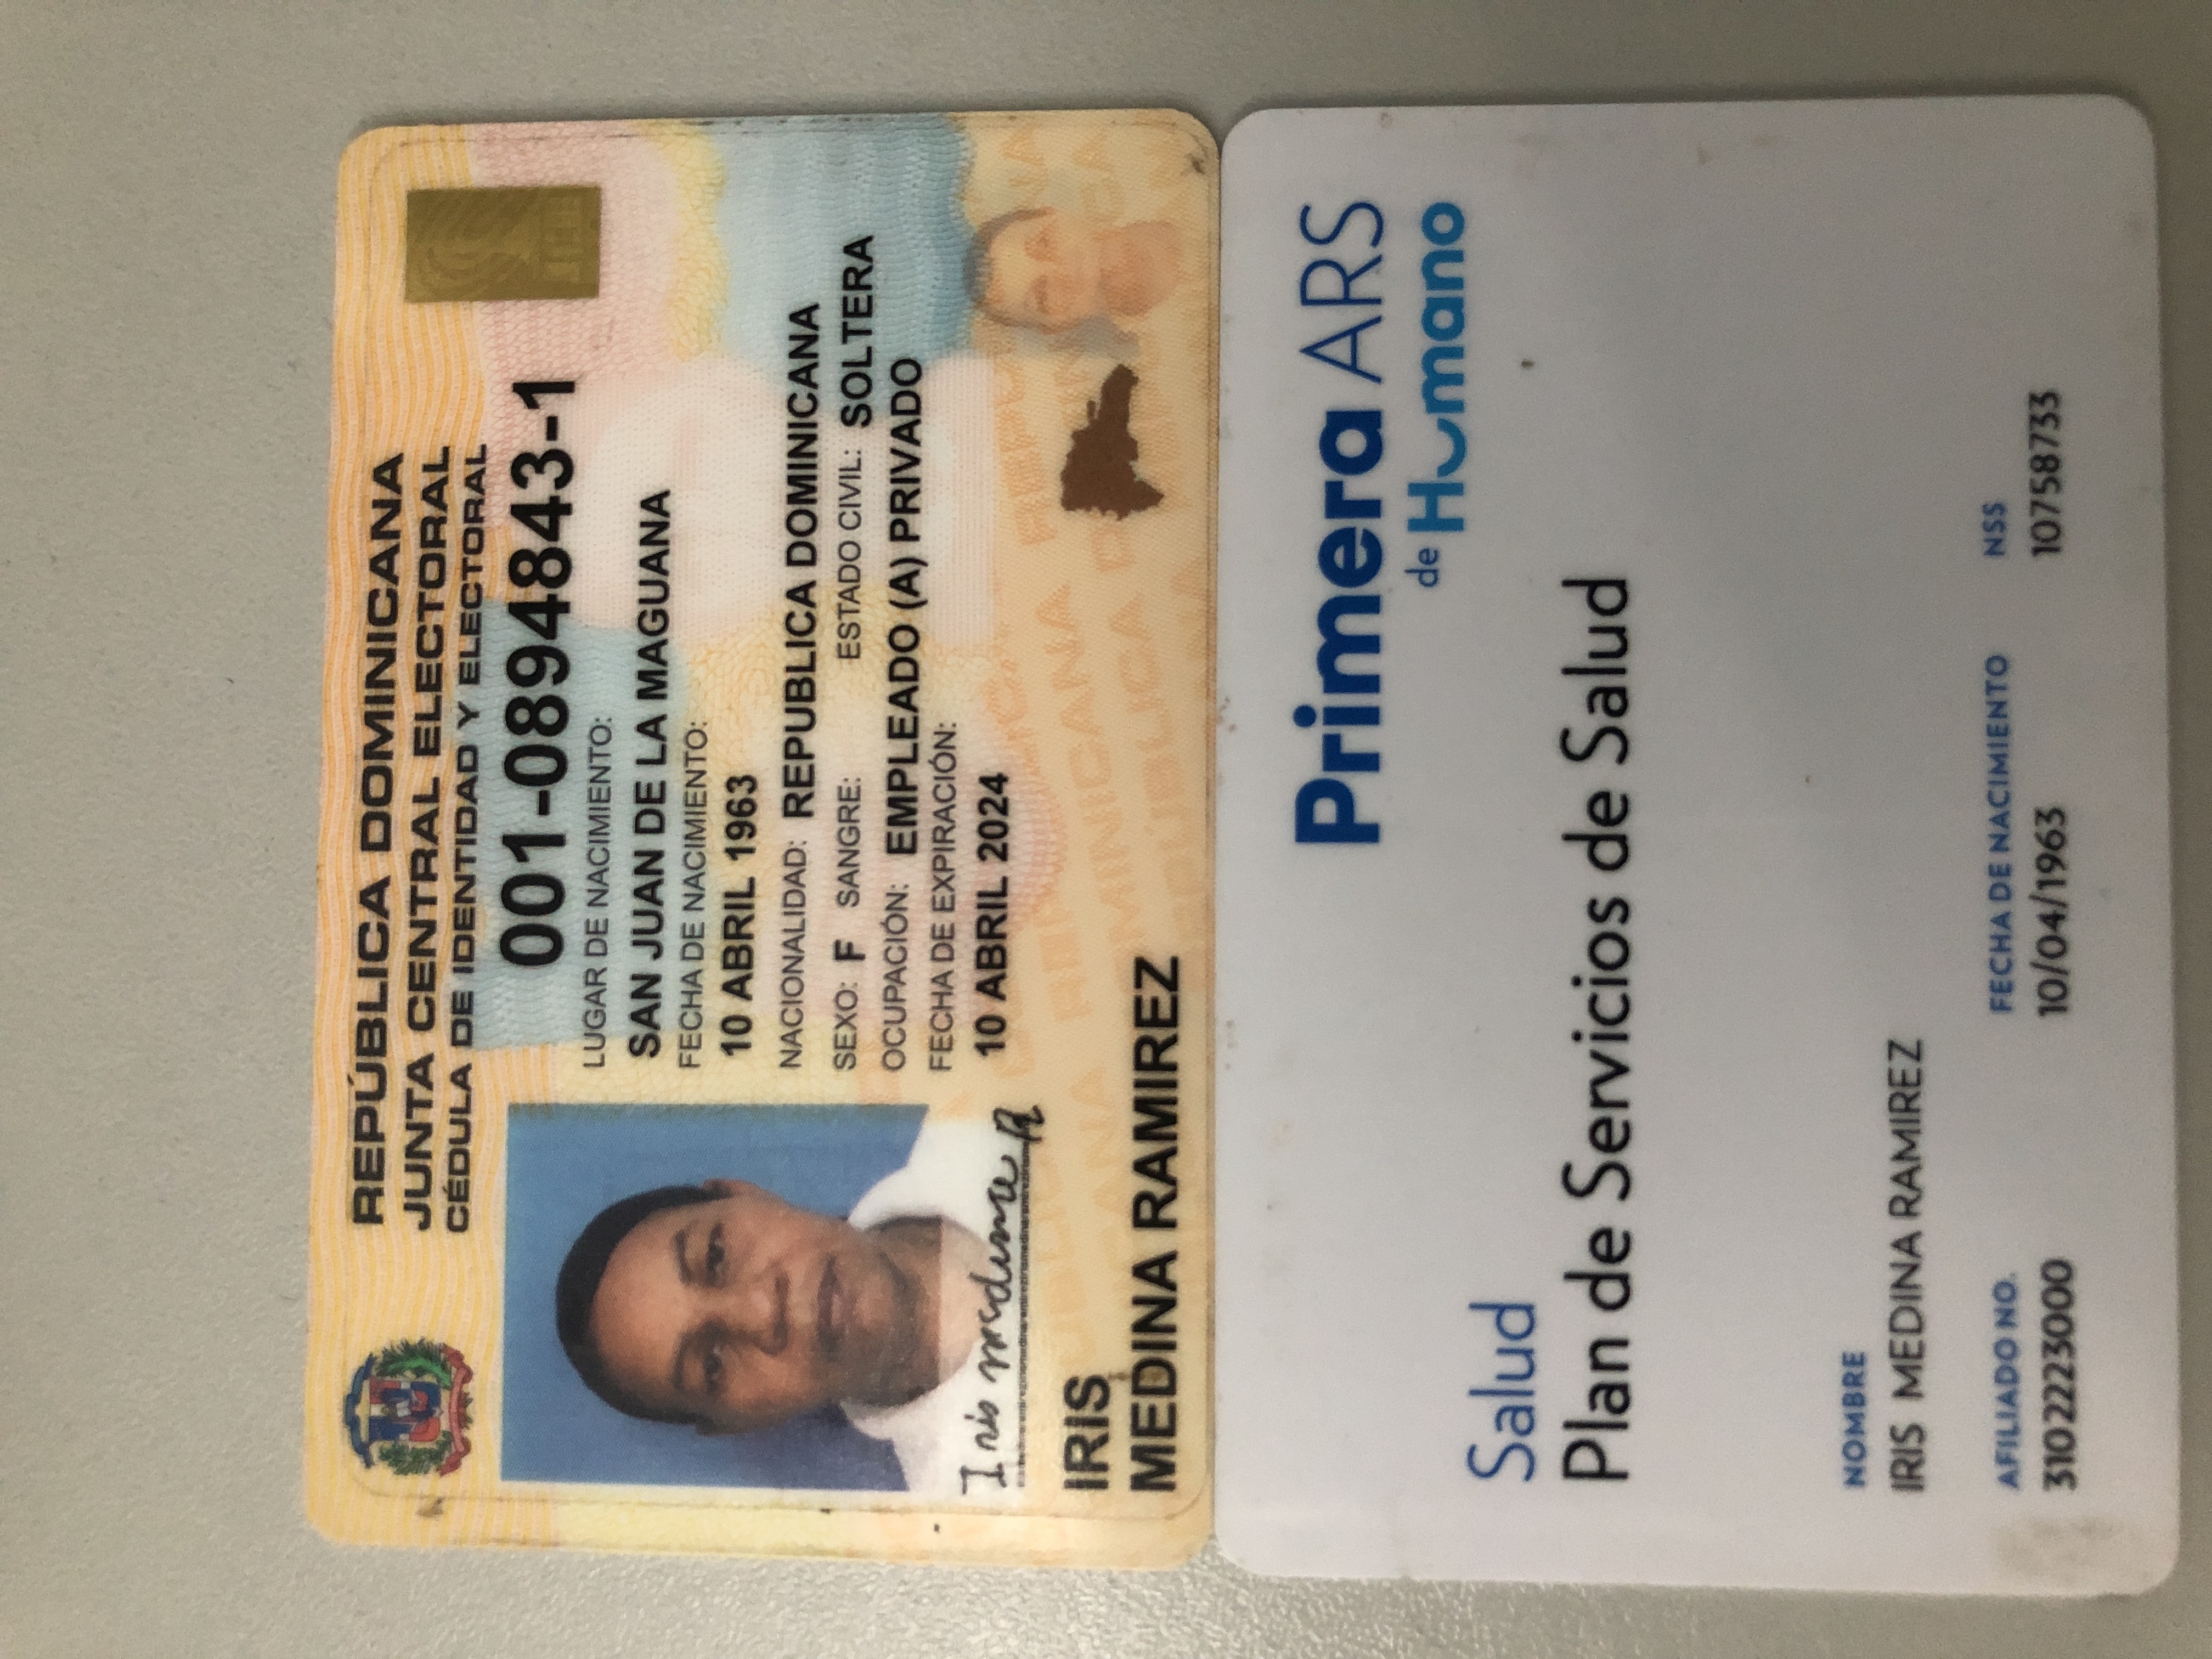 REPÚBLICA DOMINICANA
JUNTA CENTRAL ELECTORAL
CÉDULA DE IDENTIDAD Y ELECTORAL
001-0894843-1
LUGAR DE NACIMIENTO:
SAN JUAN DE LA MAGUANA
FECHA DE NACIMIENTO:
10 ABRIL 1963
NACIONALIDAD: REPUBLICA DOMINICANA
SEXO: F SANGRE: ESTADO CIVIL: SOLTERA
OCUPACIÓN: EMPLEADO (A) PRIVADO
FECHA DE EXPIRACIÓN:
10 ABRIL 2024
Iris medina R
IRIS
MEDINA RAMIREZ
Primera ARS
de Humano
Salud
Plan de Servicios de Salud
NOMBRE
IRIS MEDINA RAMIREZ
AFILIADO NO. FECHA DE NACIMIENTO NSS
3102223000 10/04/1963 10758733